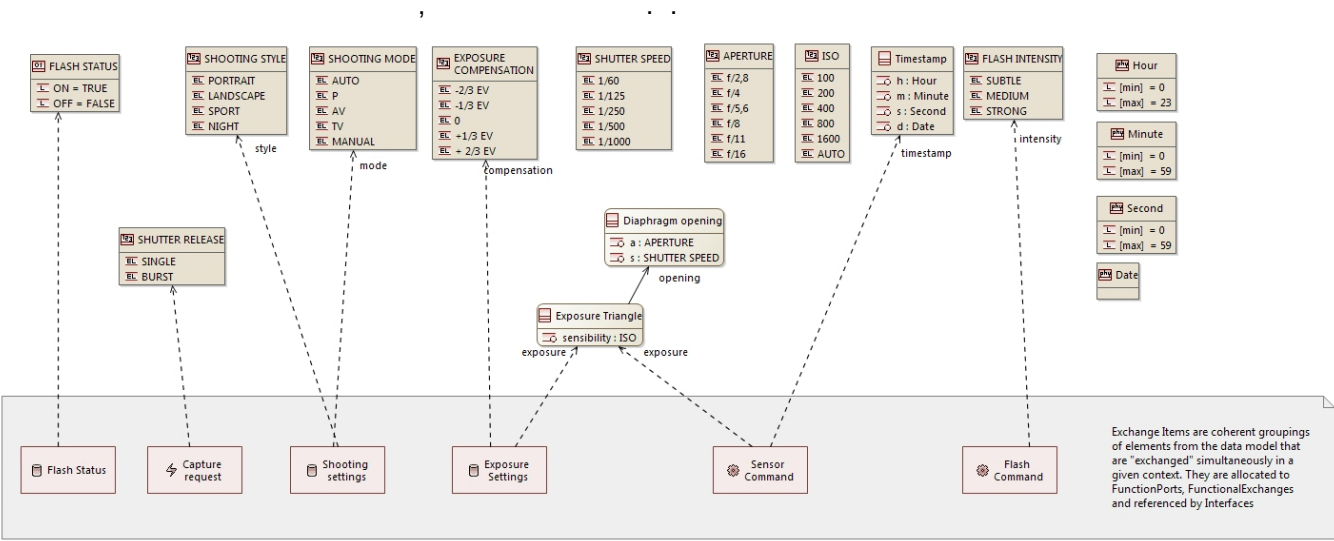 , . .
FLASH STATUS
ON = TRUE
OFF = FALSE
SHOOTING STYLE
PORTRAIT
LANDSCAPE
SPORT
NIGHT
style
SHOOTING MODE
AUTO
P
AV
TV
MANUAL
mode
EXPOSURE
COMPENSATION
-2/3 EV
-1/3 EV
0
+1/3 EV
+ 2/3 EV
compensation
SHUTTER SPEED
1/60
1/125
1/250
1/500
1/1000
APERTURE
f/2,8
f/4
f/5,6
f/8
f/11
f/16
ISO
100
200
400
800
1600
AUTO
Timestamp
h : Hour
m : Minute
s : Second
d : Date
timestamp
FLASH INTENSITY
SUBTLE
MEDIUM
STRONG
intensity
Hour
[min] = 0
[max] = 23
Minute
[min] = 0
[max] = 59
Second
[min] = 0
[max] = 59
Date
SHUTTER RELEASE
SINGLE
BURST
Diaphragm opening
a : APERTURE
s : SHUTTER SPEED
opening
Exposure Triangle
sensibility : ISO
exposure
exposure
Flash Status
Capture
request
Shooting
settings
Exposure
Settings
Sensor
Command
Flash
Command
Exchange Items are coherent groupings
of elements from the data model that
are "exchanged" simultaneously in a
given context. They are allocated to
FunctionPorts, FunctionalExchanges
and referenced by Interfaces